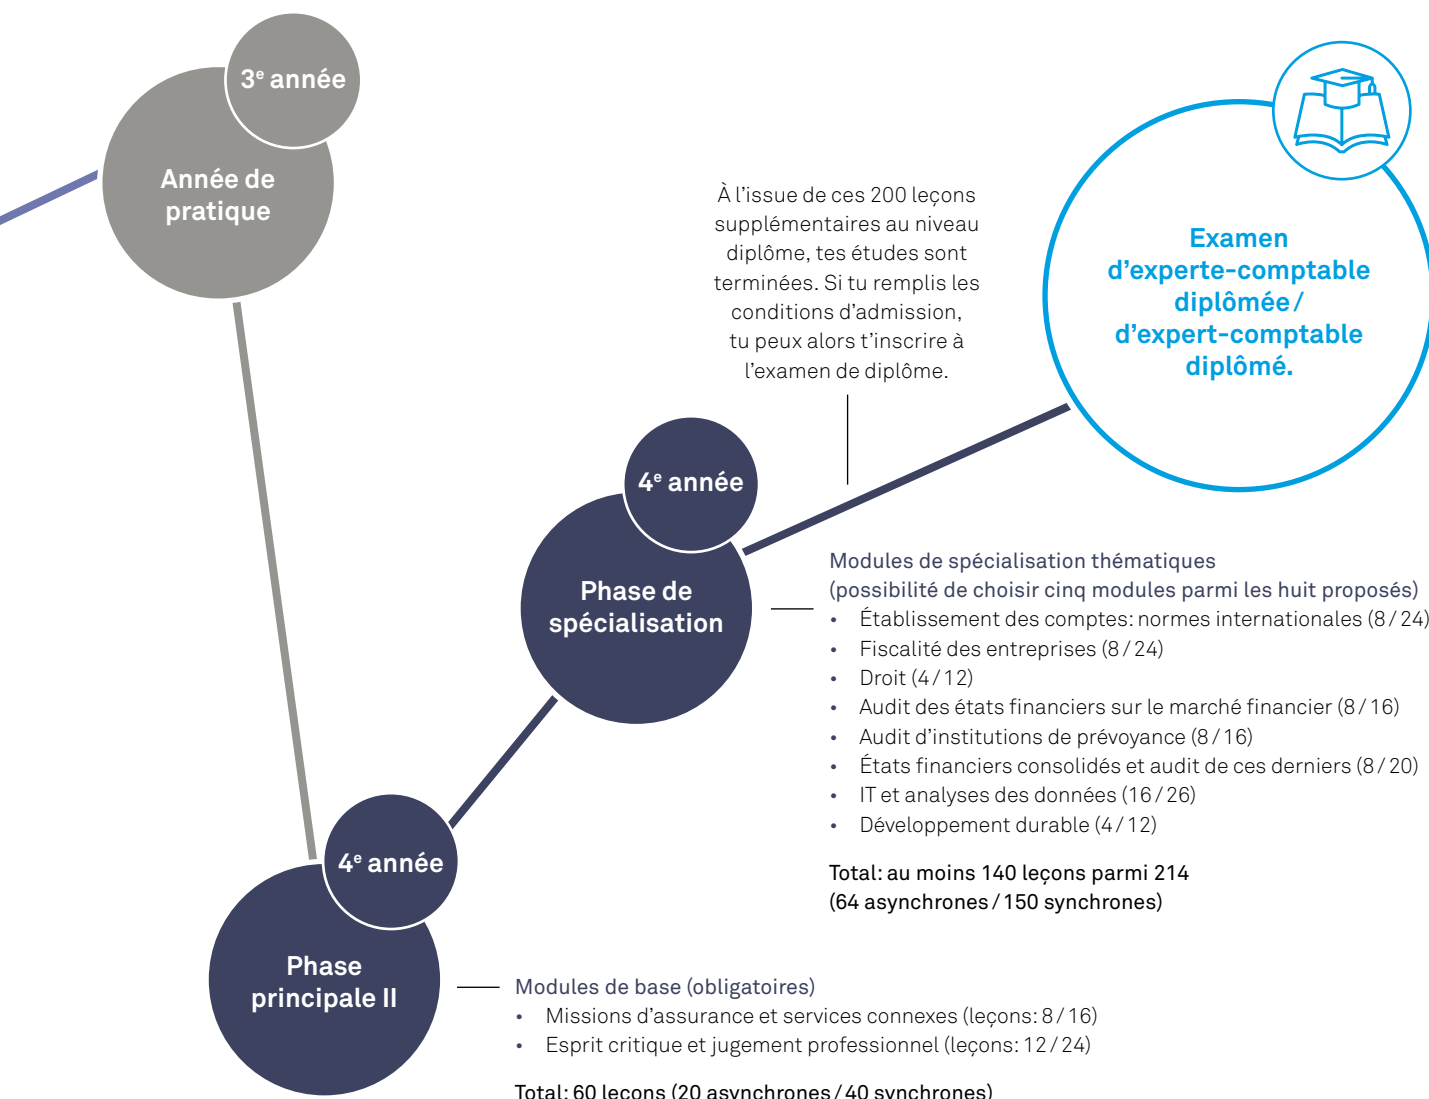 3e année
Année de
pratique
À l’issue de ces 200 leçons
supplémentaires au niveau
diplôme, tes études sont
terminées. Si tu remplis les
conditions d’admission,
tu peux alors t’inscrire à
l’examen de diplôme.
Examen
d’experte-comptable
diplômée/
d’expert-comptable
diplômé.
4e année
Phase de
spécialisation
Modules de spécialisation thématiques
(possibilité de choisir cinq modules parmi les huit proposés)
• Établissement des comptes: normes internationales (8/24)
• Fiscalité des entreprises (8/24)
• Droit (4/12)
• Audit des états financiers sur le marché financier (8/16)
• Audit d’institutions de prévoyance (8/16)
• États financiers consolidés et audit de ces derniers (8/20)
• IT et analyses des données (16/26)
• Développement durable (4/12)
Total: au moins 140 leçons parmi 214
(64 asynchrones/150 synchrones)
4e année
Phase
principale II
Modules de base (obligatoires)
• Missions d’assurance et services connexes (leçons: 8/16)
• Esprit critique et jugement professionnel (leçons: 12/24)
Total: 60 leçons (20 asynchrones/40 synchrones)